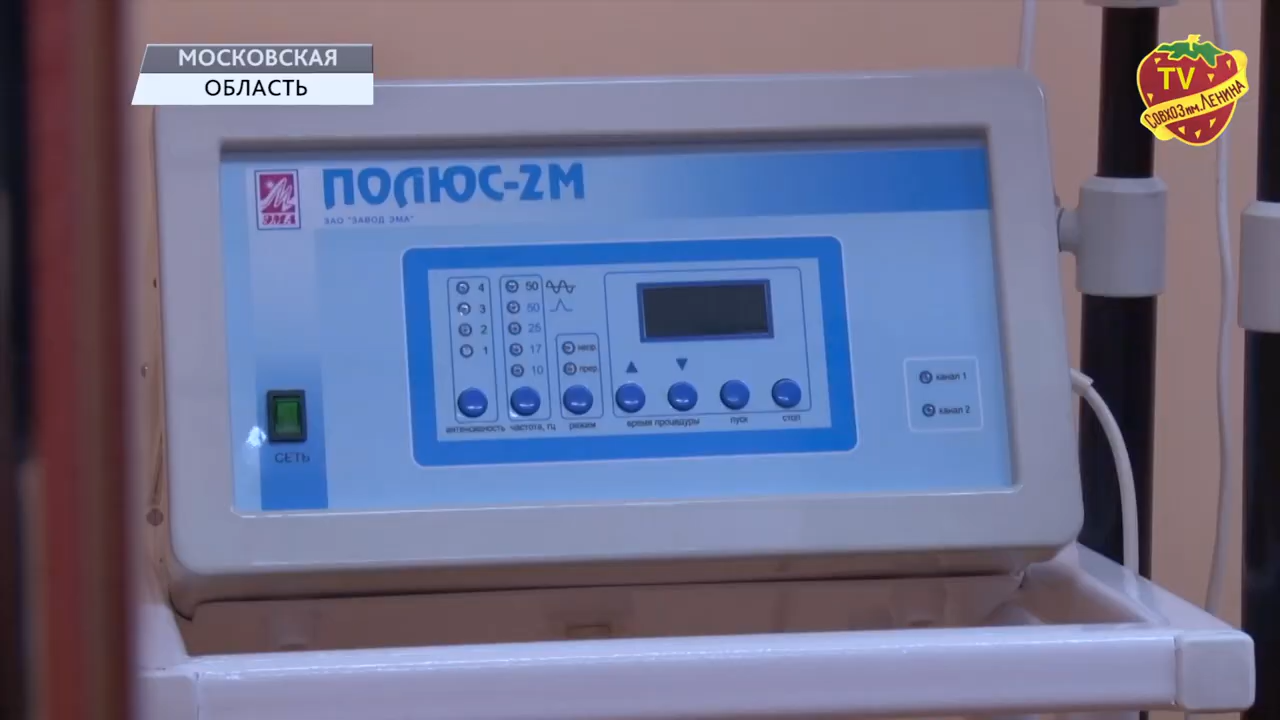 МОСКОВСКАЯ
ОБЛАСТЬ
TV
СОВХОЗ им. ЛЕНИНА
ПОЛЮС-2М
ЭМА
ЗАО "ЗАВОД ЭМА"
4
3
2
1
50
50
25
17
10
непр.
прер.
интенсивность
частота, гц
режим
время процедуры
пуск
стоп
канал 1
канал 2
СЕТЬ